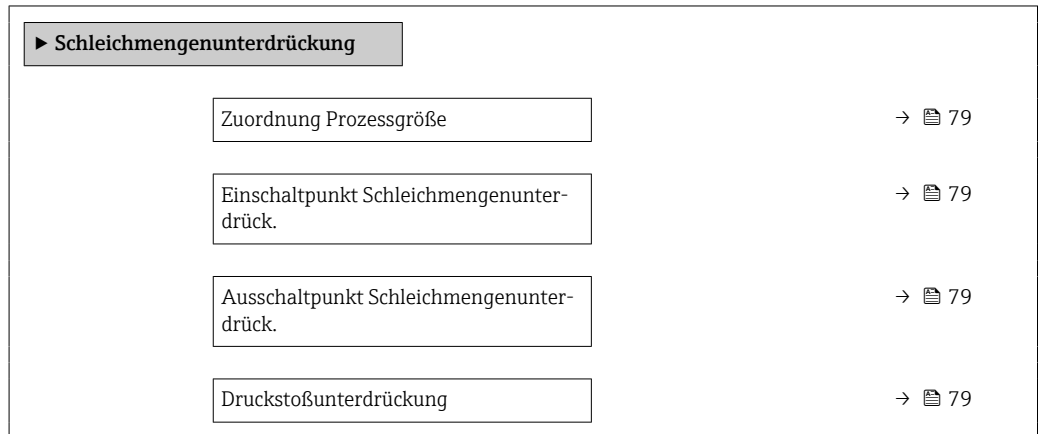 ▶ Schleichmengenunterdrückung
Zuordnung Prozessgröße → 79
Einschaltpunkt Schleichmengenunter-
drück. → 79
Ausschaltpunkt Schleichmengenunter-
drück. → 79
Druckstoßunterdrückung → 79